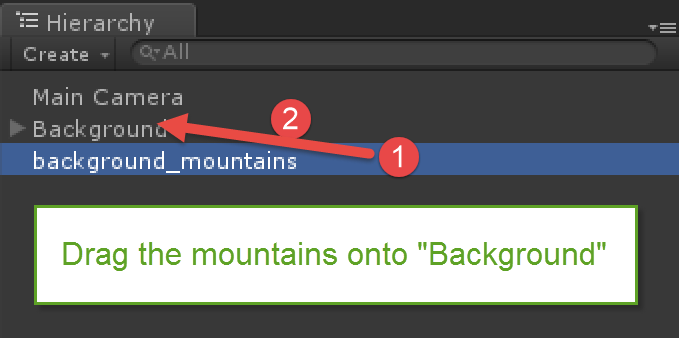 Hierarchy
Create All
Main Camera
Background
2
1
background_mountains
Drag the mountains onto "Background"